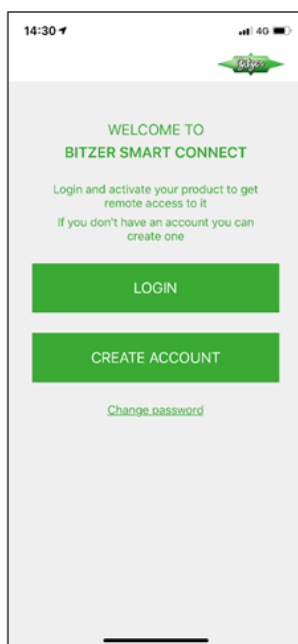 14:30 4G
Bitzer
WELCOME TO
BITZER SMART CONNECT
Login and activate your product to get
remote access to it
If you don't have an account you can
create one
LOGIN
CREATE ACCOUNT
Change password